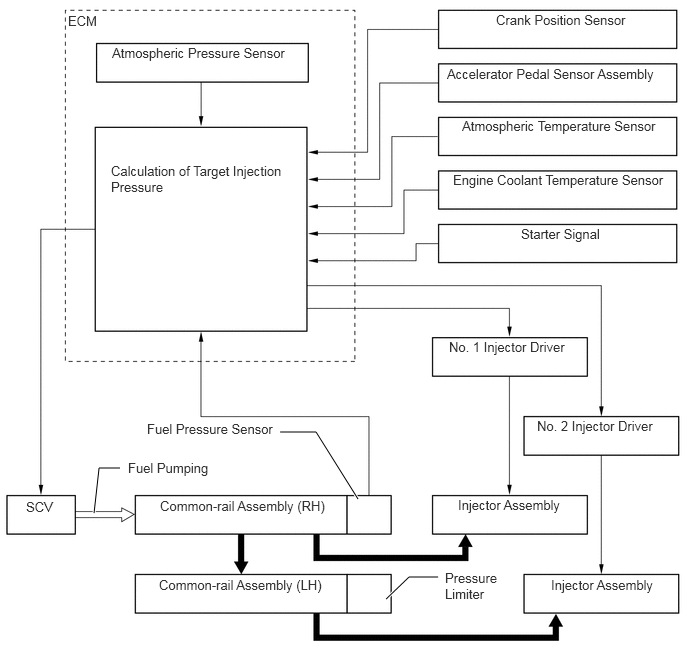 ECM
Crank Position Sensor
Atmospheric Pressure Sensor
Accelerator Pedal Sensor Assembly
Atmospheric Temperature Sensor
Calculation of Target Injection
Pressure
Engine Coolant Temperature Sensor
Starter Signal
No. 1 Injector Driver
Fuel Pressure Sensor
No. 2 Injector Driver
Fuel Pumping
SCV
Common-rail Assembly (RH)
Injector Assembly
Common-rail Assembly (LH)
Pressure
Limiter
Injector Assembly